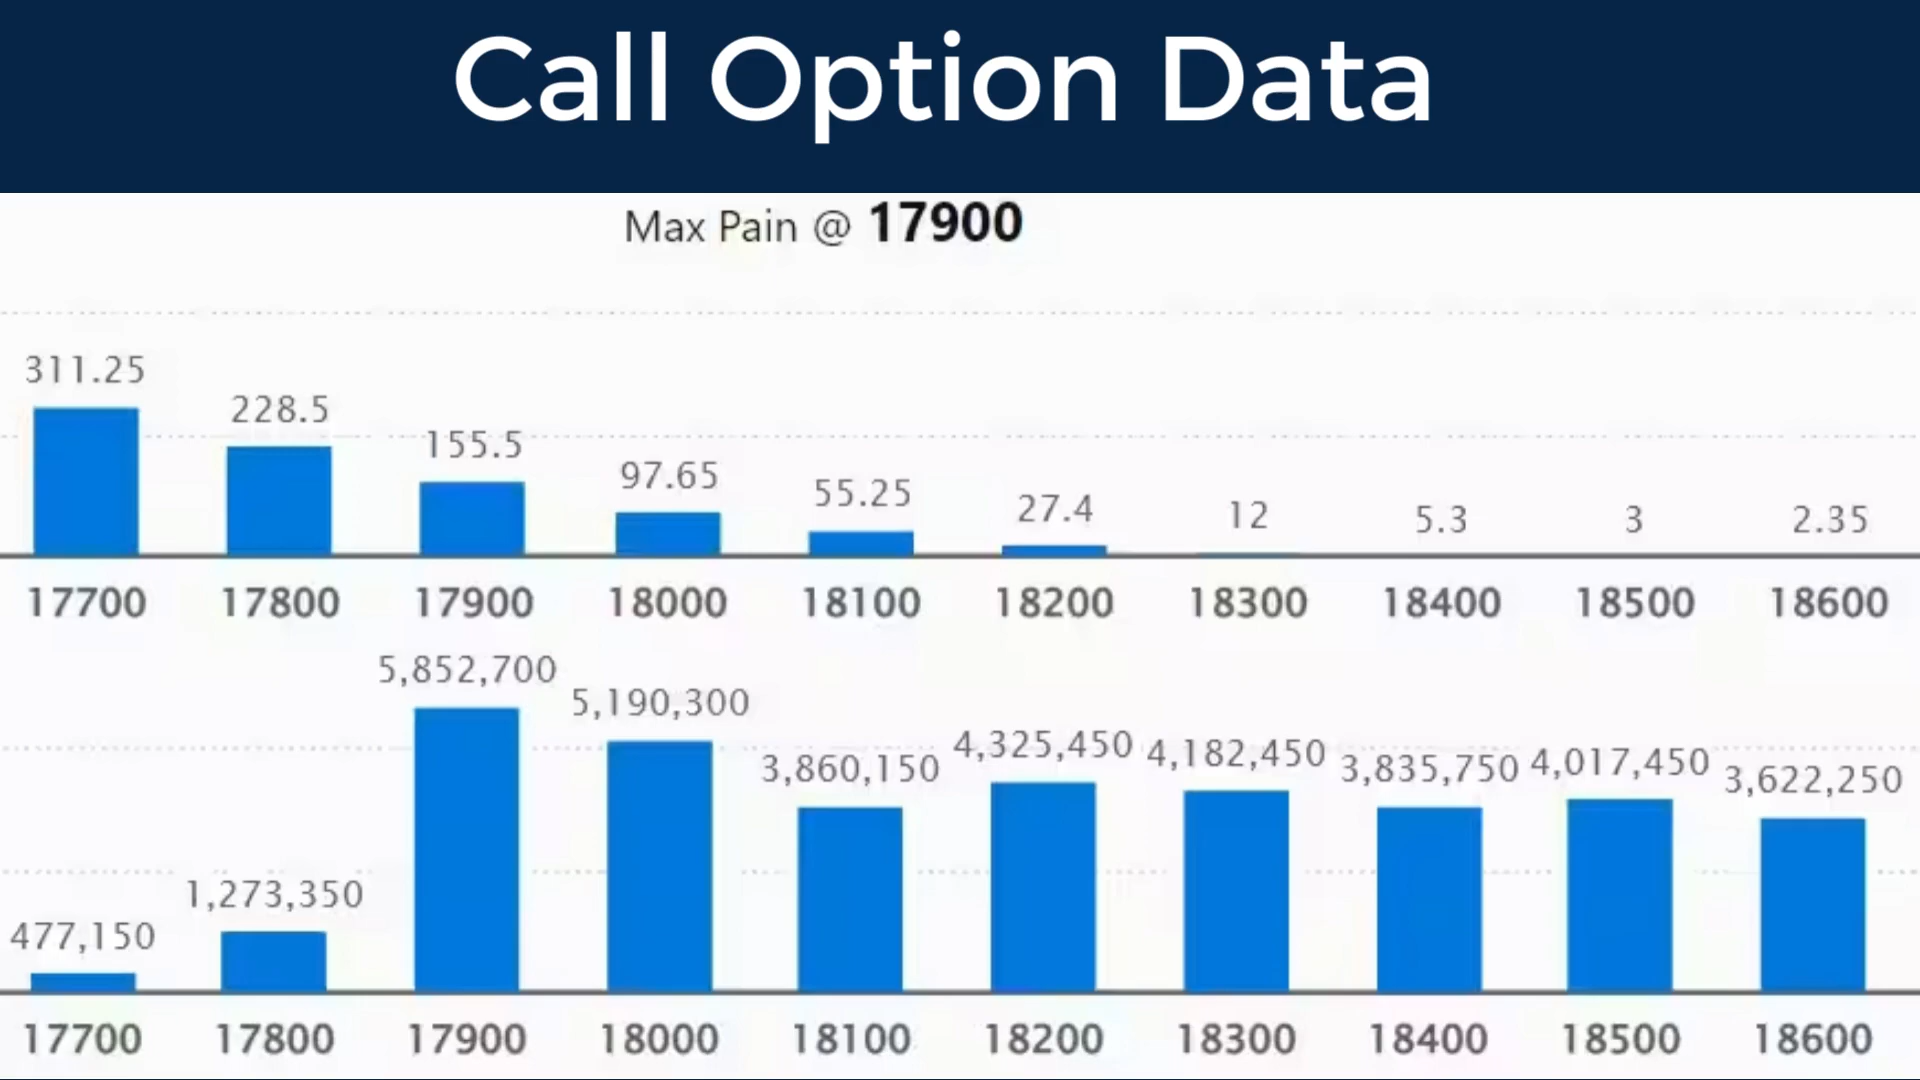 Call Option Data
Max Pain @ 17900
311.25 228.5 155.5 97.65 55.25 27.4 12 5.3 3 2.35
17700 17800 17900 18000 18100 18200 18300 18400 18500 18600
477,150 1,273,350 5,852,700 5,190,300 3,860,150 4,325,450 4,182,450 3,835,750 4,017,450 3,622,250
17700 17800 17900 18000 18100 18200 18300 18400 18500 18600